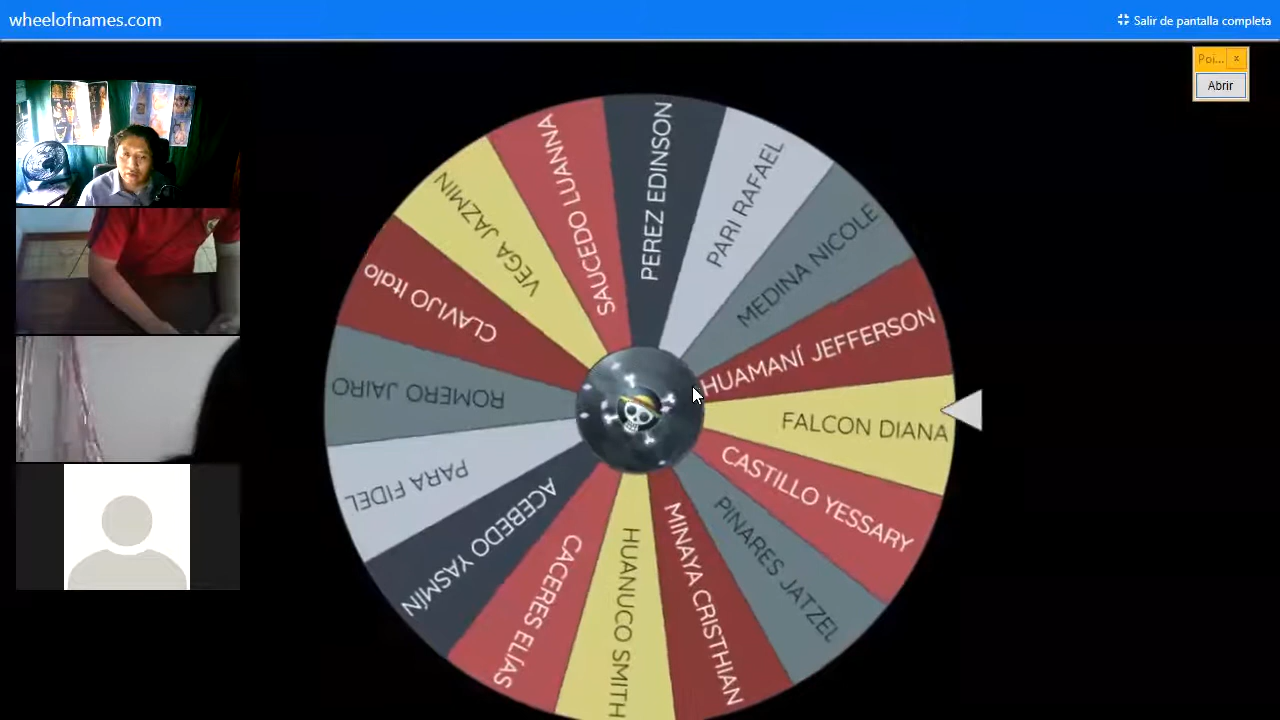 wheelofnames.com
Salir de pantalla completa
Poi... x
Abrir
PEREZ EDINSON
PARI RAFAEL
MEDINA NICOLE
HUAMANÍ JEFFERSON
FALCON DIANA
CASTILLO YESSARY
PINARES JATZEL
MINAYA CRISTHIAN
HUANUCO SMITH
CACERES ELÍAS
ACEBEDO YASMÍN
PARA FIDEL
ROMERO JAIRO
CLAVIJO Italo
VEGA JAZMIN
SAUCEDO LUANNA